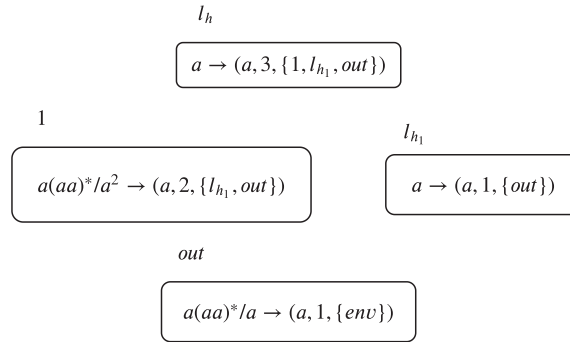 l_h
a → (a, 3, {1, l_{h_1}, out})
1
l_{h_1}
a(aa)*/a² → (a, 2, {l_{h_1}, out})
a → (a, 1, {out})
out
a(aa)*/a → (a, 1, {env})